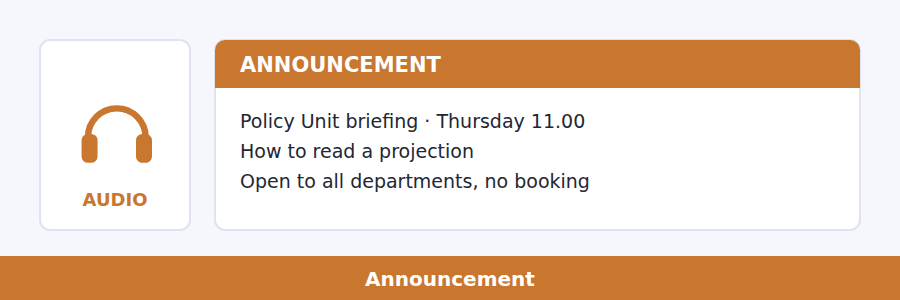 AUDIO
ANNOUNCEMENT
Policy Unit briefing · Thursday 11.00
How to read a projection
Open to all departments, no booking
Announcement